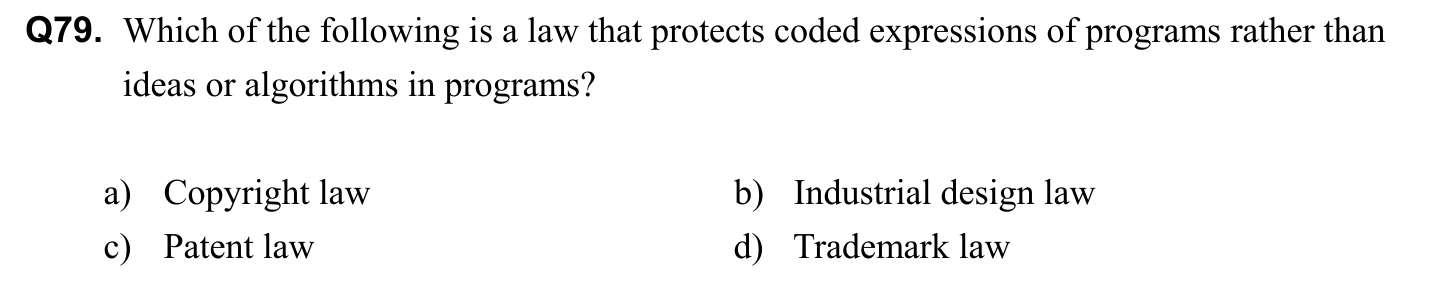 Q79. Which of the following is a law that protects coded expressions of programs rather than
ideas or algorithms in programs?
a) Copyright law b) Industrial design law
c) Patent law d) Trademark law